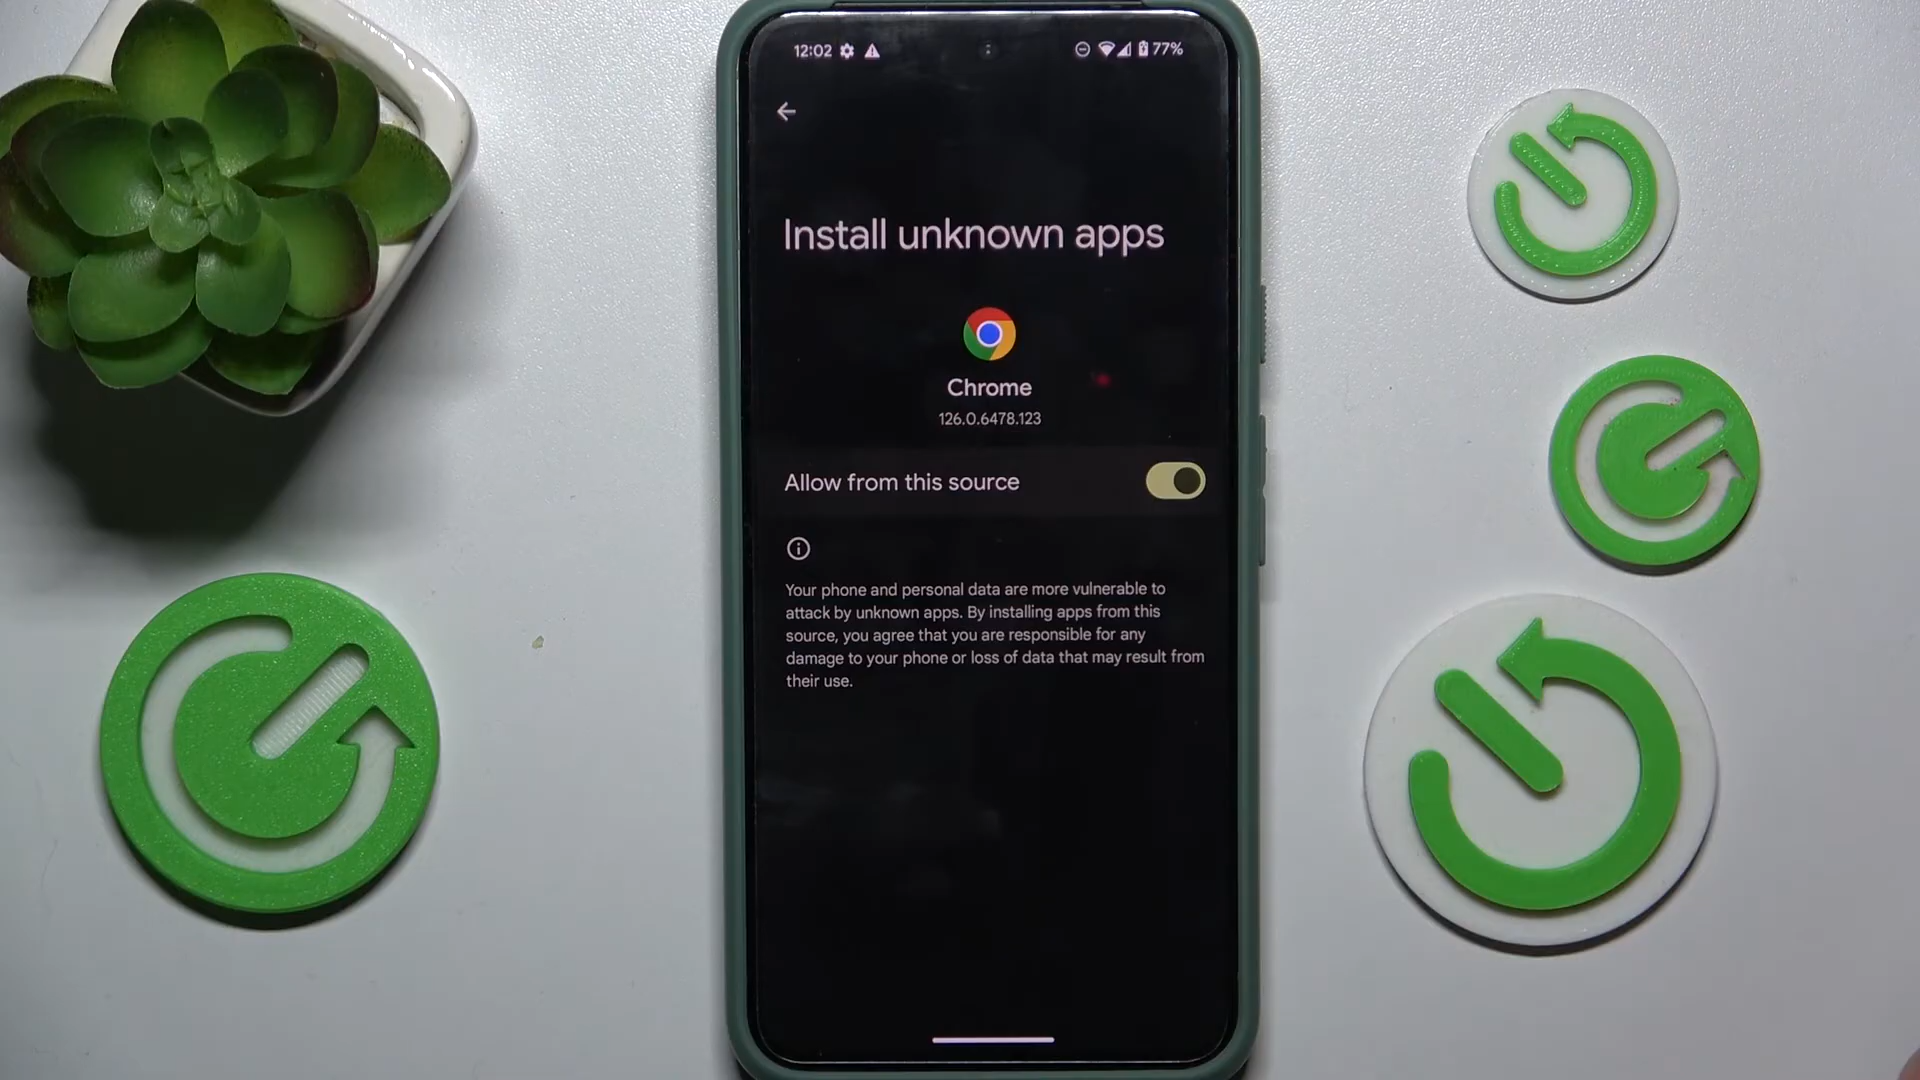 12:02 77%
Install unknown apps
Chrome
126.0.6478.123
Allow from this source
Your phone and personal data are more vulnerable to
attack by unknown apps. By installing apps from this
source, you agree that you are responsible for any
damage to your phone or loss of data that may result from
their use.